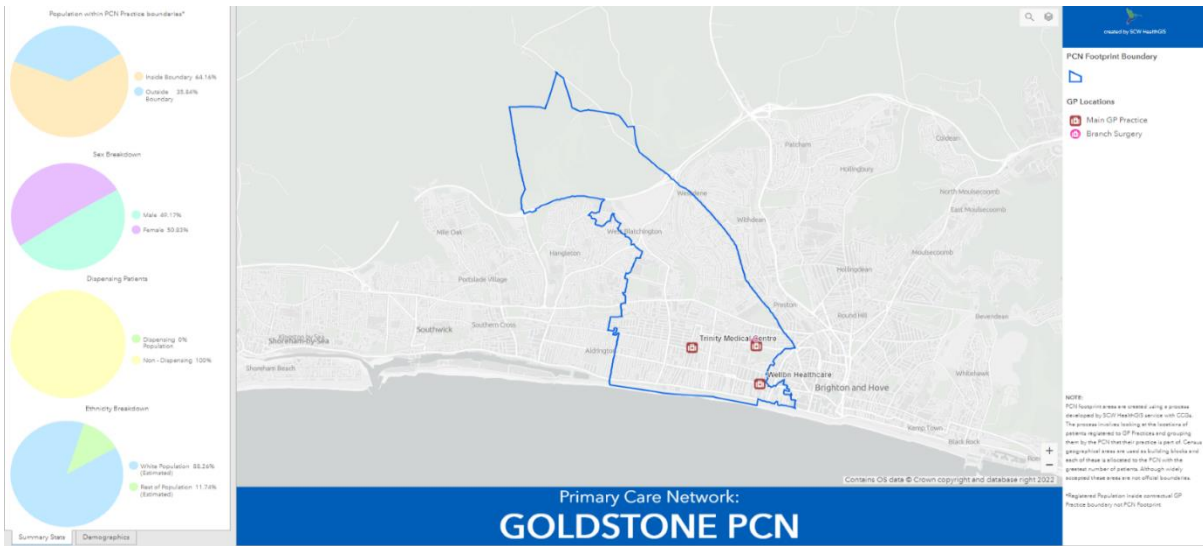 Population within PCN Practice boundaries*
Inside Boundary 64.16%
Outside 35.84%
Boundary
Sex Breakdown
Male 49.17%
Female 50.83%
Dispensing Patients
Dispensing 0%
Population
Non - Dispensing 100%
Ethnicity Breakdown
White Population 88.26%
(Estimated)
Rest of Population 11.74%
(Estimated)
Summary Stats
Demographics
Patcham
Coldean
Hollingbury
North Moulsecoomb
East Moulsecoomb
Westdene
Withdean
West Blatchington
Mile Oak
Hangleton
Moulsecoomb
Hollingdean
Portslade Village
Preston
Round Hill
Bevendean
Southwick
Southern Cross
Kingston-by-Sea
Shoreham-by-Sea
Aldrington
Trinity Medical Centre
Shoreham Beach
Wellbn Healthcare
Whitehawk
Brighton and Hove
Kemp Town
Black Rock
+
−
Contains OS data © Crown copyright and database right 2022
Primary Care Network:
GOLDSTONE PCN
created by SCW HealthGIS
PCN Footprint Boundary
GP Locations
Main GP Practice
Branch Surgery
NOTE:
PCN footprint areas are created using a process
developed by SCW HealthGIS service with CCGs.
The process involves looking at the locations of
patients registered to GP Practices and grouping
them by the PCN that their practice is part of. Census
geographical areas are used as building blocks and
each of these is allocated to the PCN with the
greatest number of patients. Although widely
accepted these areas are not official boundaries.
*Registered Population inside contractual GP
Practice boundary not PCN Footprint